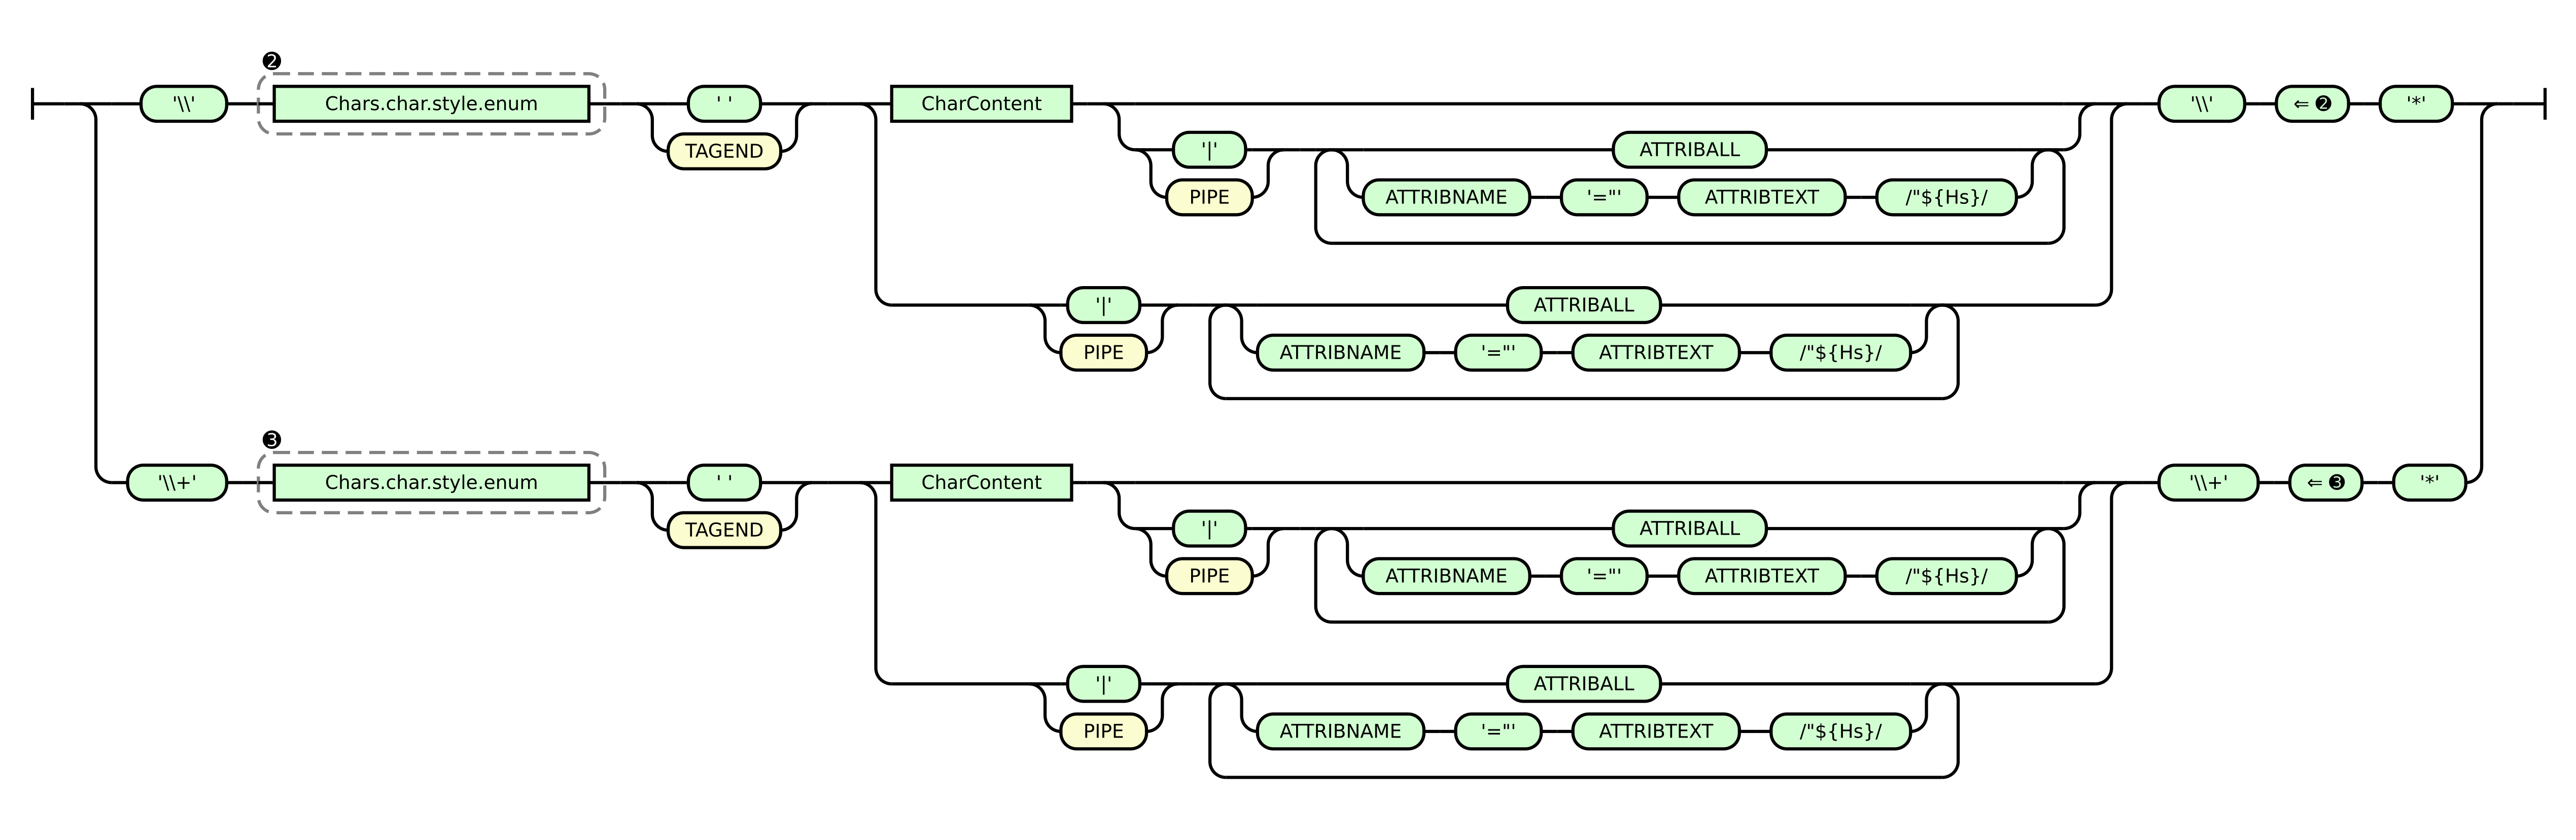 ❷
'\\' Chars.char.style.enum ' ' CharContent '\\' ⇐ ❷ '*'
TAGEND
'|' ATTRIBALL
PIPE ATTRIBNAME '="' ATTRIBTEXT /"${Hs}/
'|' ATTRIBALL
PIPE ATTRIBNAME '="' ATTRIBTEXT /"${Hs}/
❸
'\\+' Chars.char.style.enum ' ' CharContent '\\+' ⇐ ❸ '*'
TAGEND
'|' ATTRIBALL
PIPE ATTRIBNAME '="' ATTRIBTEXT /"${Hs}/
'|' ATTRIBALL
PIPE ATTRIBNAME '="' ATTRIBTEXT /"${Hs}/